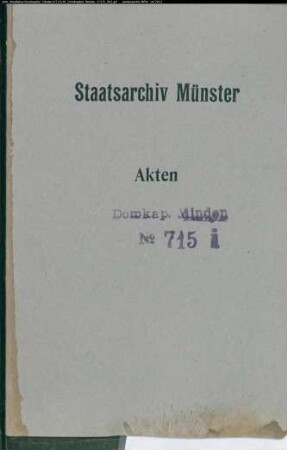 Staatsarchiv Münster
Akten
Domkap. Minden
№ 715 i